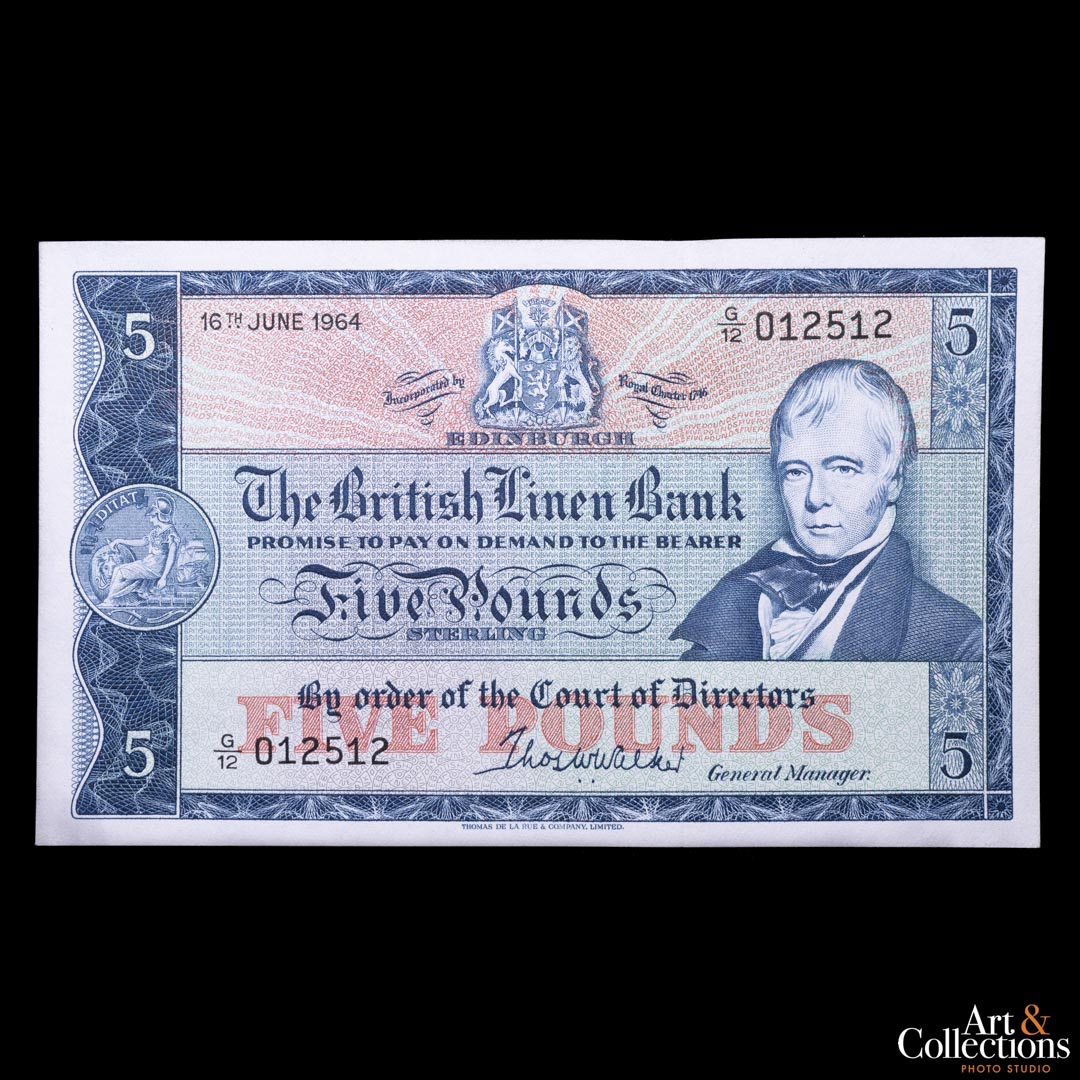 5
16TH JUNE 1964
G/12 012512
5
Incorporated by
Royal Charter 1746
EDINBURGH
The British Linen Bank
PROMISE TO PAY ON DEMAND TO THE BEARER
Five Pounds
STERLING
By order of the Court of Directors
FIVE POUNDS
5
G/12 012512
Thos W Walker
General Manager.
5
THOMAS DE LA RUE & COMPANY, LIMITED.
Art &
Collections
PHOTO STUDIO